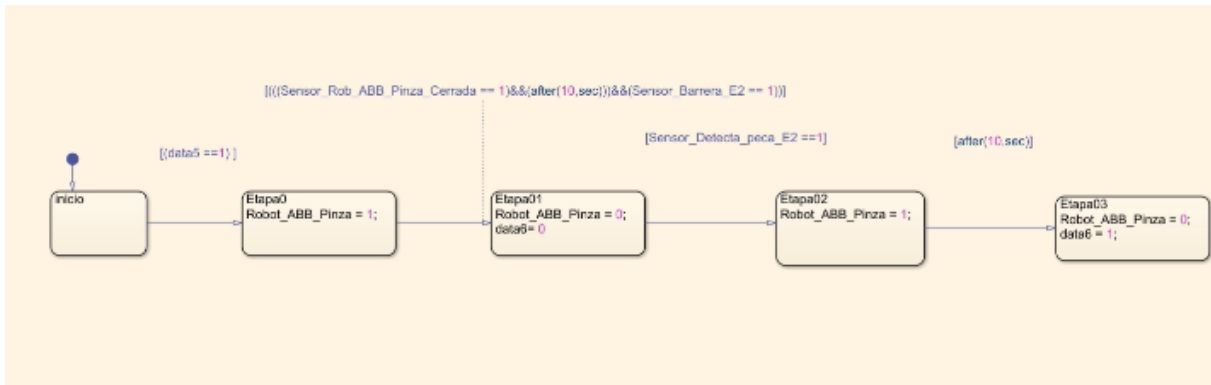 [(((Sensor_Rob_ABB_Pinza_Cerrada == 1)&&(after(10,sec)))&&(Sensor_Barrera_E2 == 1))]
[Sensor_Detecta_peca_E2 ==1]
[after(10,sec)]
[(data5 ==1) ]
inicio
Etapa0
Robot_ABB_Pinza = 1;
Etapa01
Robot_ABB_Pinza = 0;
data6= 0
Etapa02
Robot_ABB_Pinza = 1;
Etapa03
Robot_ABB_Pinza = 0;
data6 = 1;